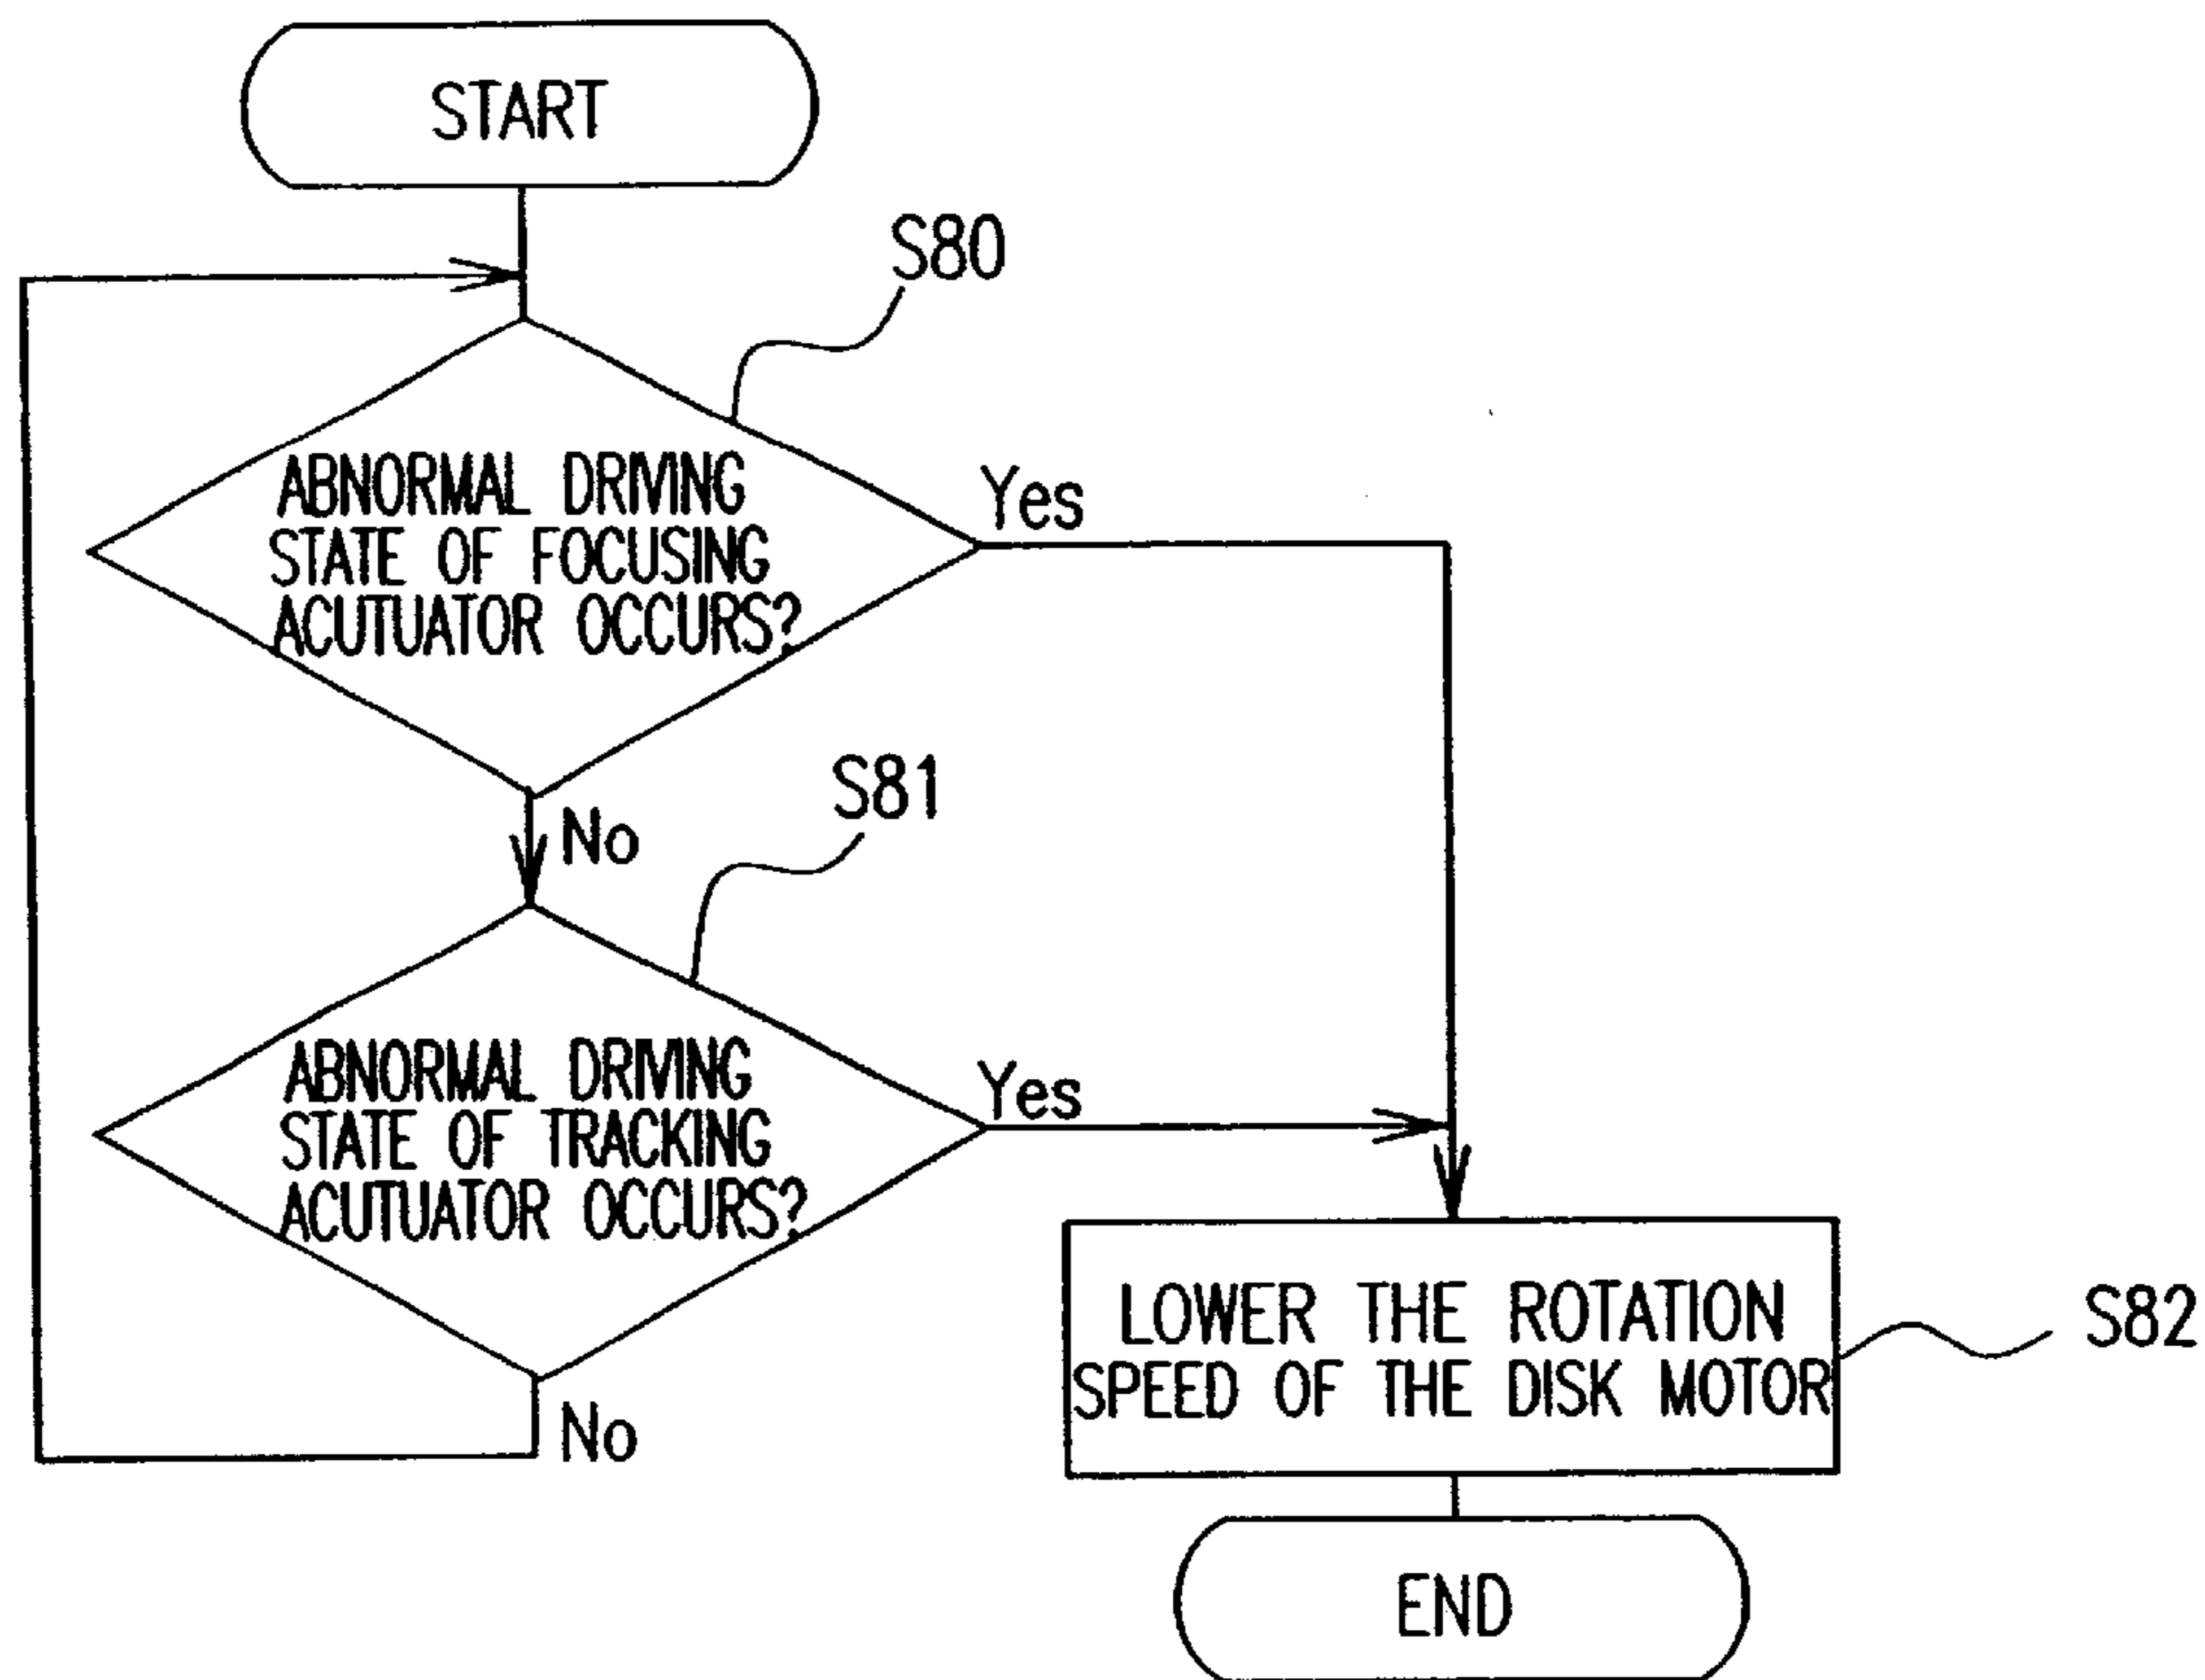 START
S80
ABNORMAL DRIVING
STATE OF FOCUSING
ACUTUATOR OCCURS?
Yes
No
S81
ABNORMAL DRIVING
STATE OF TRACKING
ACUTUATOR OCCURS?
Yes
No
LOWER THE ROTATION
SPEED OF THE DISK MOTOR
S82
END